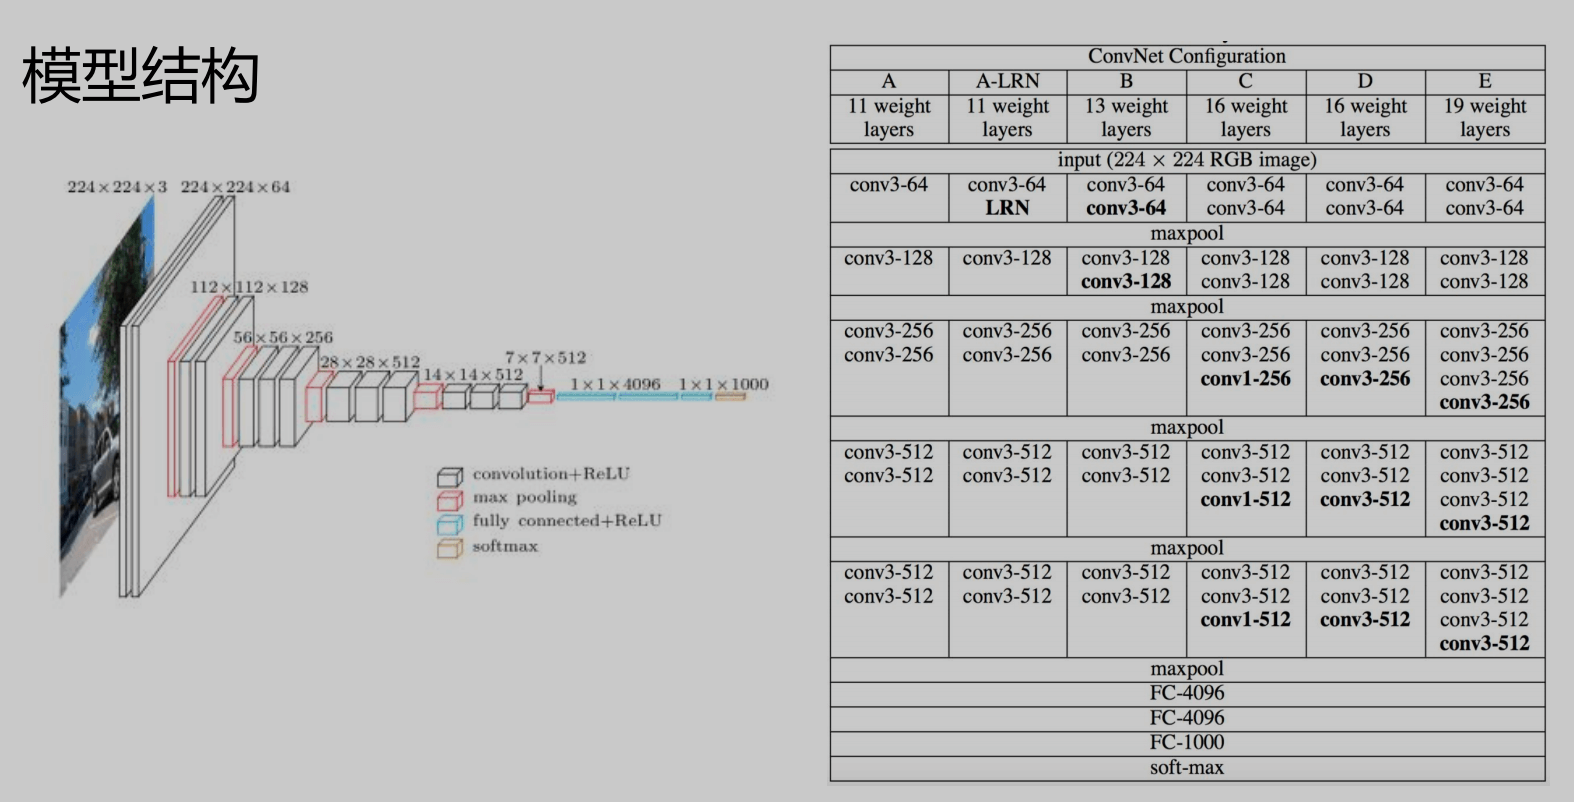 模型结构
224×224×3 224×224×64
112×112×128
56×56×256
28×28×512
14×14×512
7×7×512
1×1×4096 1×1×1000
convolution+ReLU
max pooling
fully connected+ReLU
softmax
ConvNet Configuration
A A-LRN B C D E
11 weight 11 weight 13 weight 16 weight 16 weight 19 weight
layers layers layers layers layers layers
input (224 × 224 RGB image)
conv3-64 conv3-64 conv3-64 conv3-64 conv3-64 conv3-64
LRN conv3-64 conv3-64 conv3-64 conv3-64
maxpool
conv3-128 conv3-128 conv3-128 conv3-128 conv3-128 conv3-128
conv3-128 conv3-128 conv3-128 conv3-128
maxpool
conv3-256 conv3-256 conv3-256 conv3-256 conv3-256 conv3-256
conv3-256 conv3-256 conv3-256 conv3-256 conv3-256 conv3-256
conv1-256 conv3-256 conv3-256
conv3-256
maxpool
conv3-512 conv3-512 conv3-512 conv3-512 conv3-512 conv3-512
conv3-512 conv3-512 conv3-512 conv3-512 conv3-512 conv3-512
conv1-512 conv3-512 conv3-512
conv3-512
maxpool
conv3-512 conv3-512 conv3-512 conv3-512 conv3-512 conv3-512
conv3-512 conv3-512 conv3-512 conv3-512 conv3-512 conv3-512
conv1-512 conv3-512 conv3-512
conv3-512
maxpool
FC-4096
FC-4096
FC-1000
soft-max